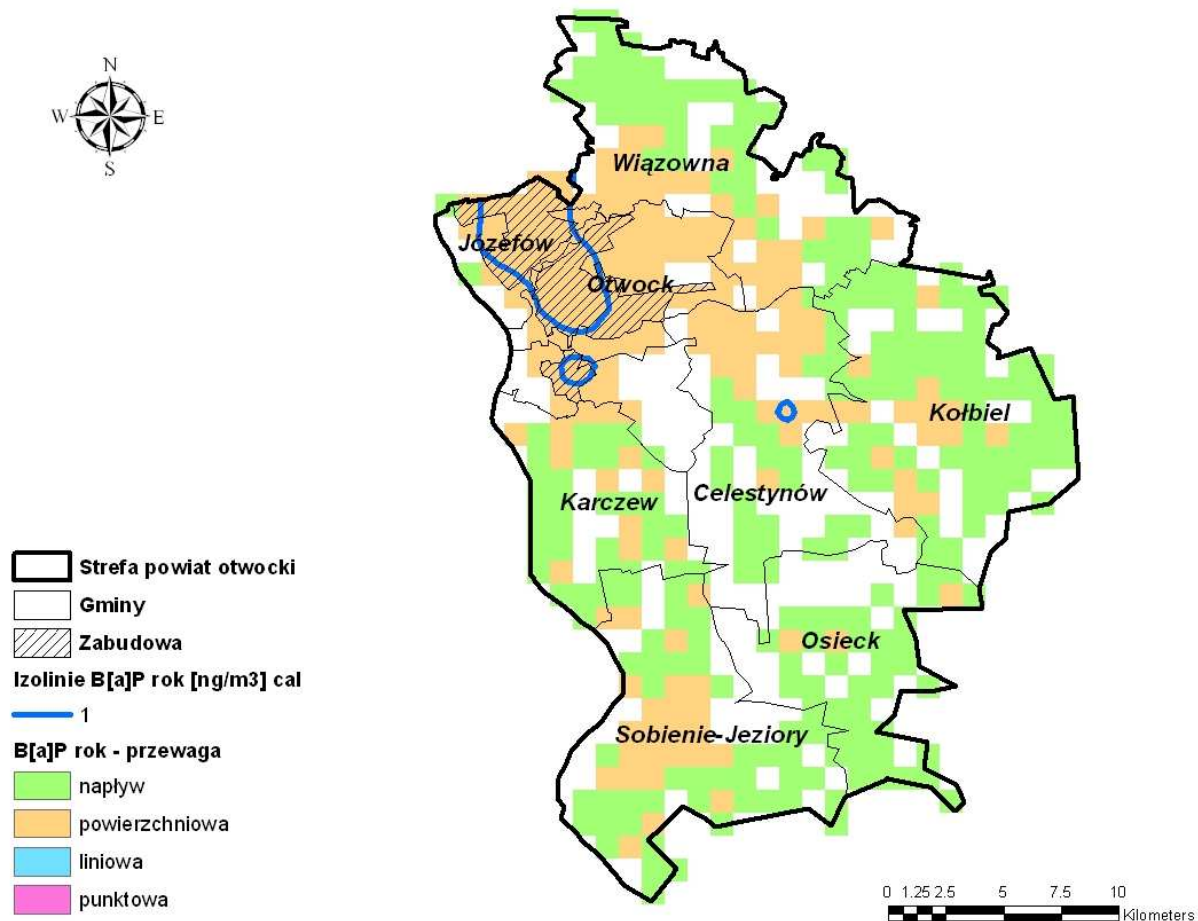 N
W E
S
Wiązowna
Józefów
Otwock
Kołbiel
Karczew
Celestynów
Osieck
Sobienie-Jeziory
Strefa powiat otwocki
Gminy
Zabudowa
Izolinie B[a]P rok [ng/m3] cal
1
B[a]P rok - przewaga
napływ
powierzchniowa
liniowa
punktowa
0 1.25 2.5 5 7.5 10
Kilometers